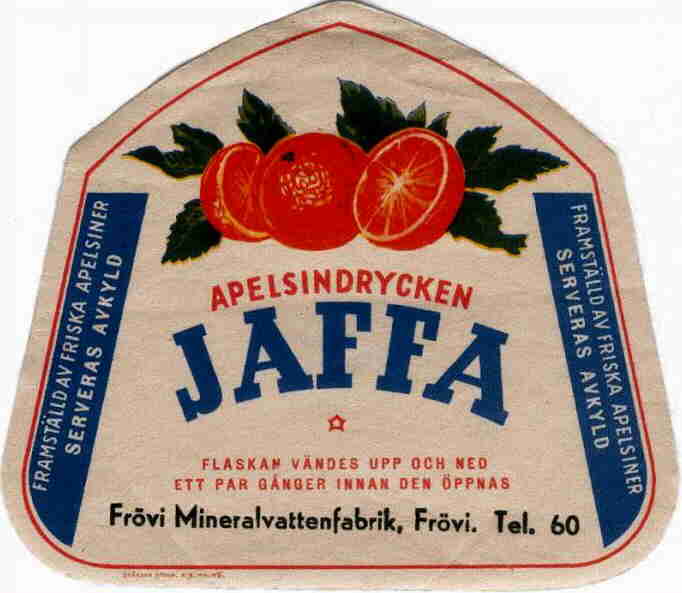 APELSINDRYCKEN
JAFFA
FLASKAN VÄNDES UPP OCH NED
ETT PAR GÅNGER INNAN DEN ÖPPNAS
Frövi Mineralvattenfabrik, Frövi. Tel. 60
FRAMSTÄLLD AV FRISKA APELSINER
SERVERAS AVKYLD
FRAMSTÄLLD AV FRISKA APELSINER
SERVERAS AVKYLD